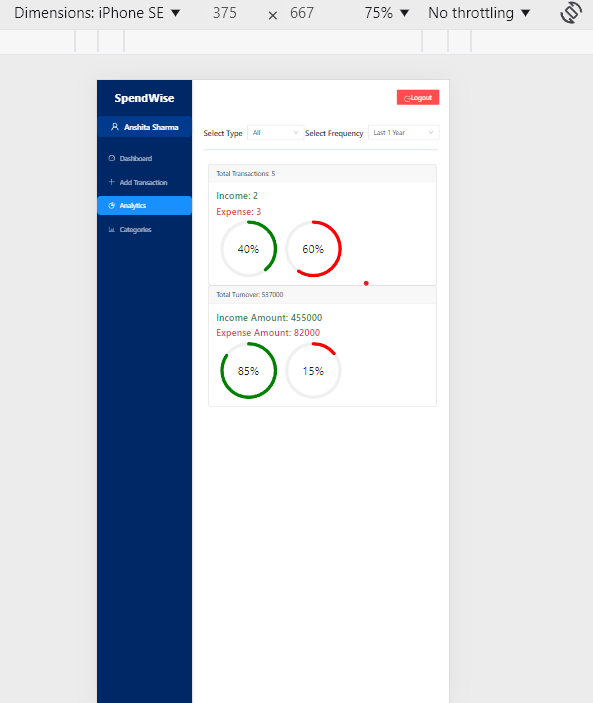 Dimensions: iPhone SE ▼ 375 × 667 75% ▼ No throttling ▼
SpendWise
Logout
Anshita Sharma
Select Type All Select Frequency Last 1 Year
Dashboard
Add Transaction
Analytics
Categories
Total Transactions: 5
Income: 2
Expense: 3
40% 60%
Total Turnover: 537000
Income Amount: 455000
Expense Amount: 82000
85% 15%